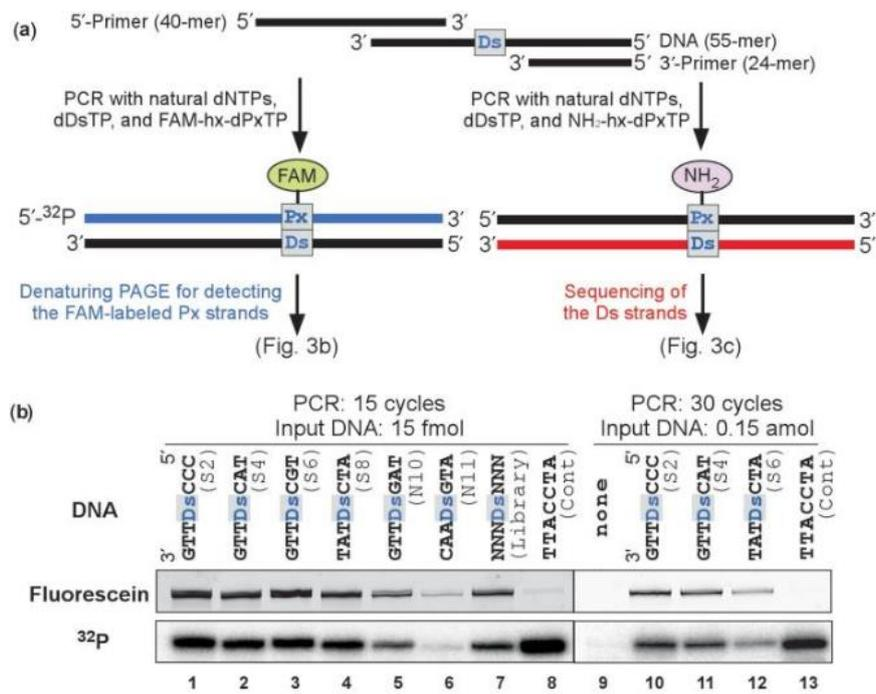 (a)
5′-Primer (40-mer) 5′ 3′
3′ Ds 5′ DNA (55-mer)
3′-Primer (24-mer)
PCR with natural dNTPs,
dDsTP, and FAM-hx-dPxTP
PCR with natural dNTPs,
dDsTP, and NH2-hx-dPxTP
FAM
NH2
5′-32P Px 3′
3′ Ds 5′
5′ Px 3′
3′ Ds 5′
Denaturing PAGE for detecting
the FAM-labeled Px strands
Sequencing of
the Ds strands
(Fig. 3b)
(Fig. 3c)
(b)
PCR: 15 cycles
Input DNA: 15 fmol
PCR: 30 cycles
Input DNA: 0.15 amol
DNA
3′ GTTDsCCC 5′
(S2)
GTTDsCAT
(S4)
GTTDsCGT
(S6)
TATDsCTA
(S8)
GTTDsGAT
(N10)
CAADsGTA
(N11)
NNNDsNNN
(Library)
TTACCTA
(Cont)
none
3′ GTTDsCCC 5′
(S2)
GTTDsCAT
(S4)
TATDsCTA
(S6)
TTACCTA
(Cont)
Fluorescein
32P
1 2 3 4 5 6 7 8 9 10 11 12 13